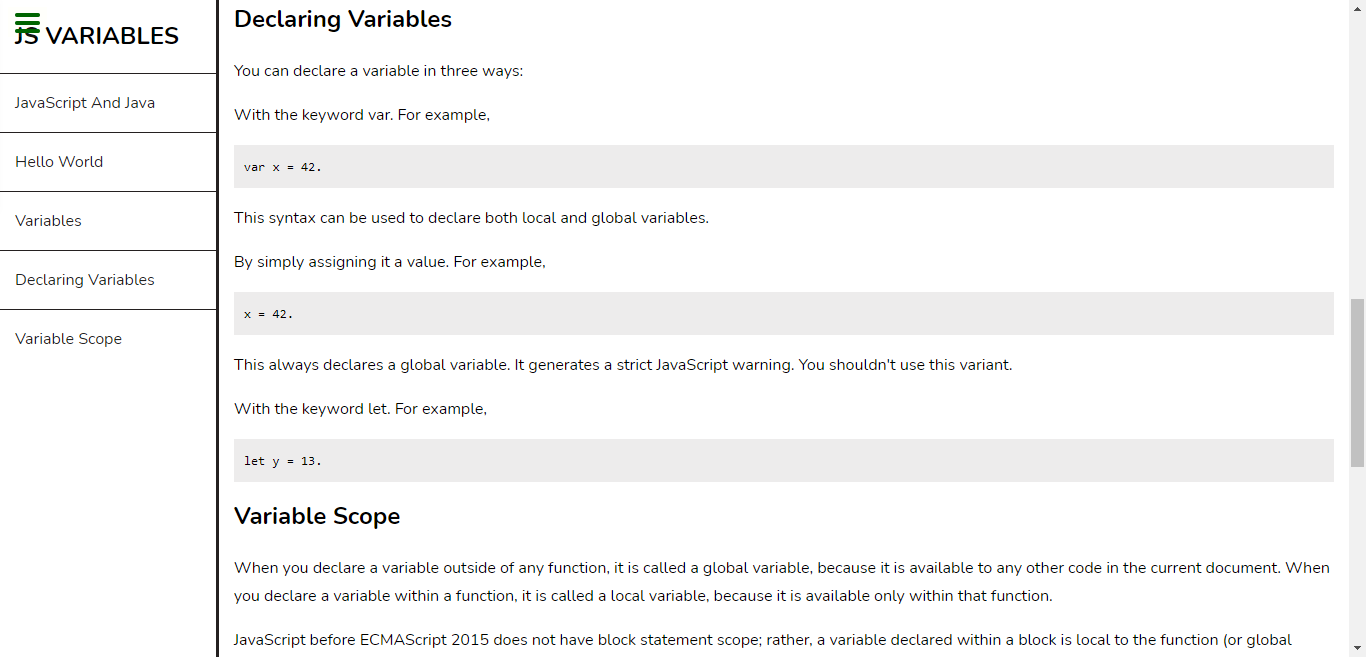 JS VARIABLES
JavaScript And Java
Hello World
Variables
Declaring Variables
Variable Scope
Declaring Variables
You can declare a variable in three ways:
With the keyword var. For example,
var x = 42.
This syntax can be used to declare both local and global variables.
By simply assigning it a value. For example,
x = 42.
This always declares a global variable. It generates a strict JavaScript warning. You shouldn't use this variant.
With the keyword let. For example,
let y = 13.
Variable Scope
When you declare a variable outside of any function, it is called a global variable, because it is available to any other code in the current document. When
you declare a variable within a function, it is called a local variable, because it is available only within that function.
JavaScript before ECMAScript 2015 does not have block statement scope; rather, a variable declared within a block is local to the function (or global